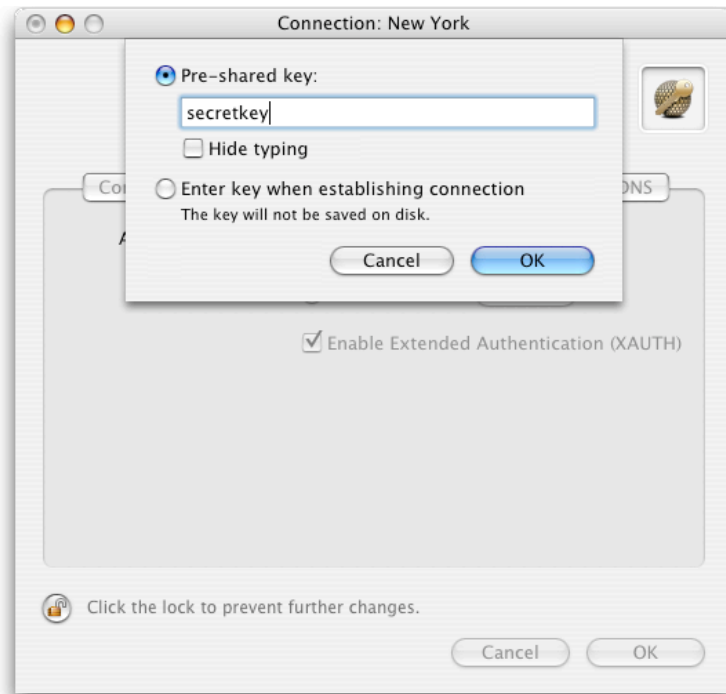 Connection: New York
Pre-shared key:
secretkey
Hide typing
Enter key when establishing connection
The key will not be saved on disk.
Cancel OK
Enable Extended Authentication (XAUTH)
Click the lock to prevent further changes.
Cancel OK